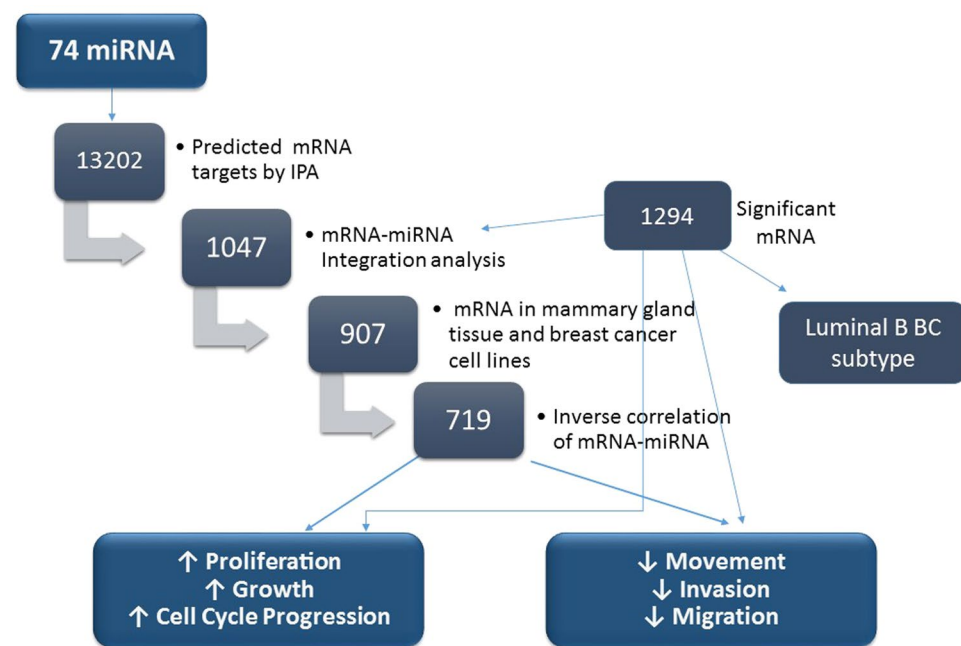 74 miRNA
13202
• Predicted mRNA
targets by IPA
1047
• mRNA-miRNA
Integration analysis
1294
Significant
mRNA
907
• mRNA in mammary gland
tissue and breast cancer
cell lines
Luminal B BC
subtype
719
• Inverse correlation
of mRNA-miRNA
↑ Proliferation
↑ Growth
↑ Cell Cycle Progression
↓ Movement
↓ Invasion
↓ Migration